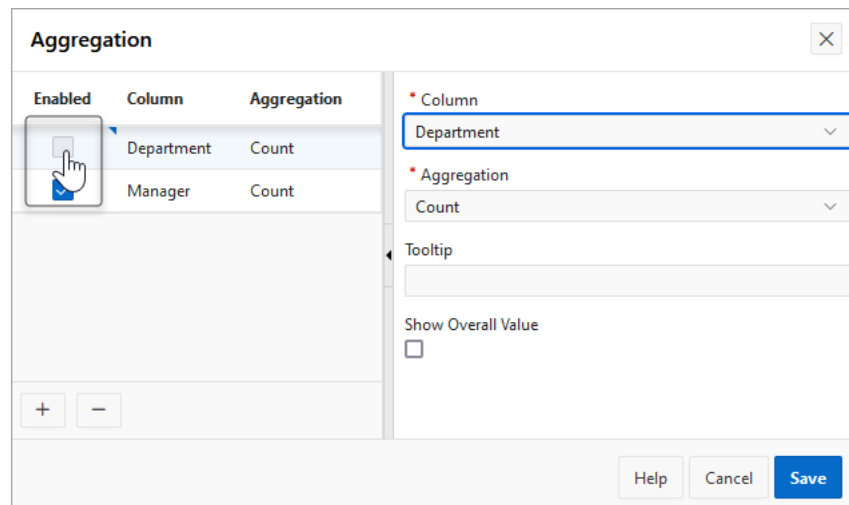 Aggregation
Enabled Column Aggregation
Department Count
Manager Count
* Column
Department
* Aggregation
Count
Tooltip
Show Overall Value
Help Cancel Save